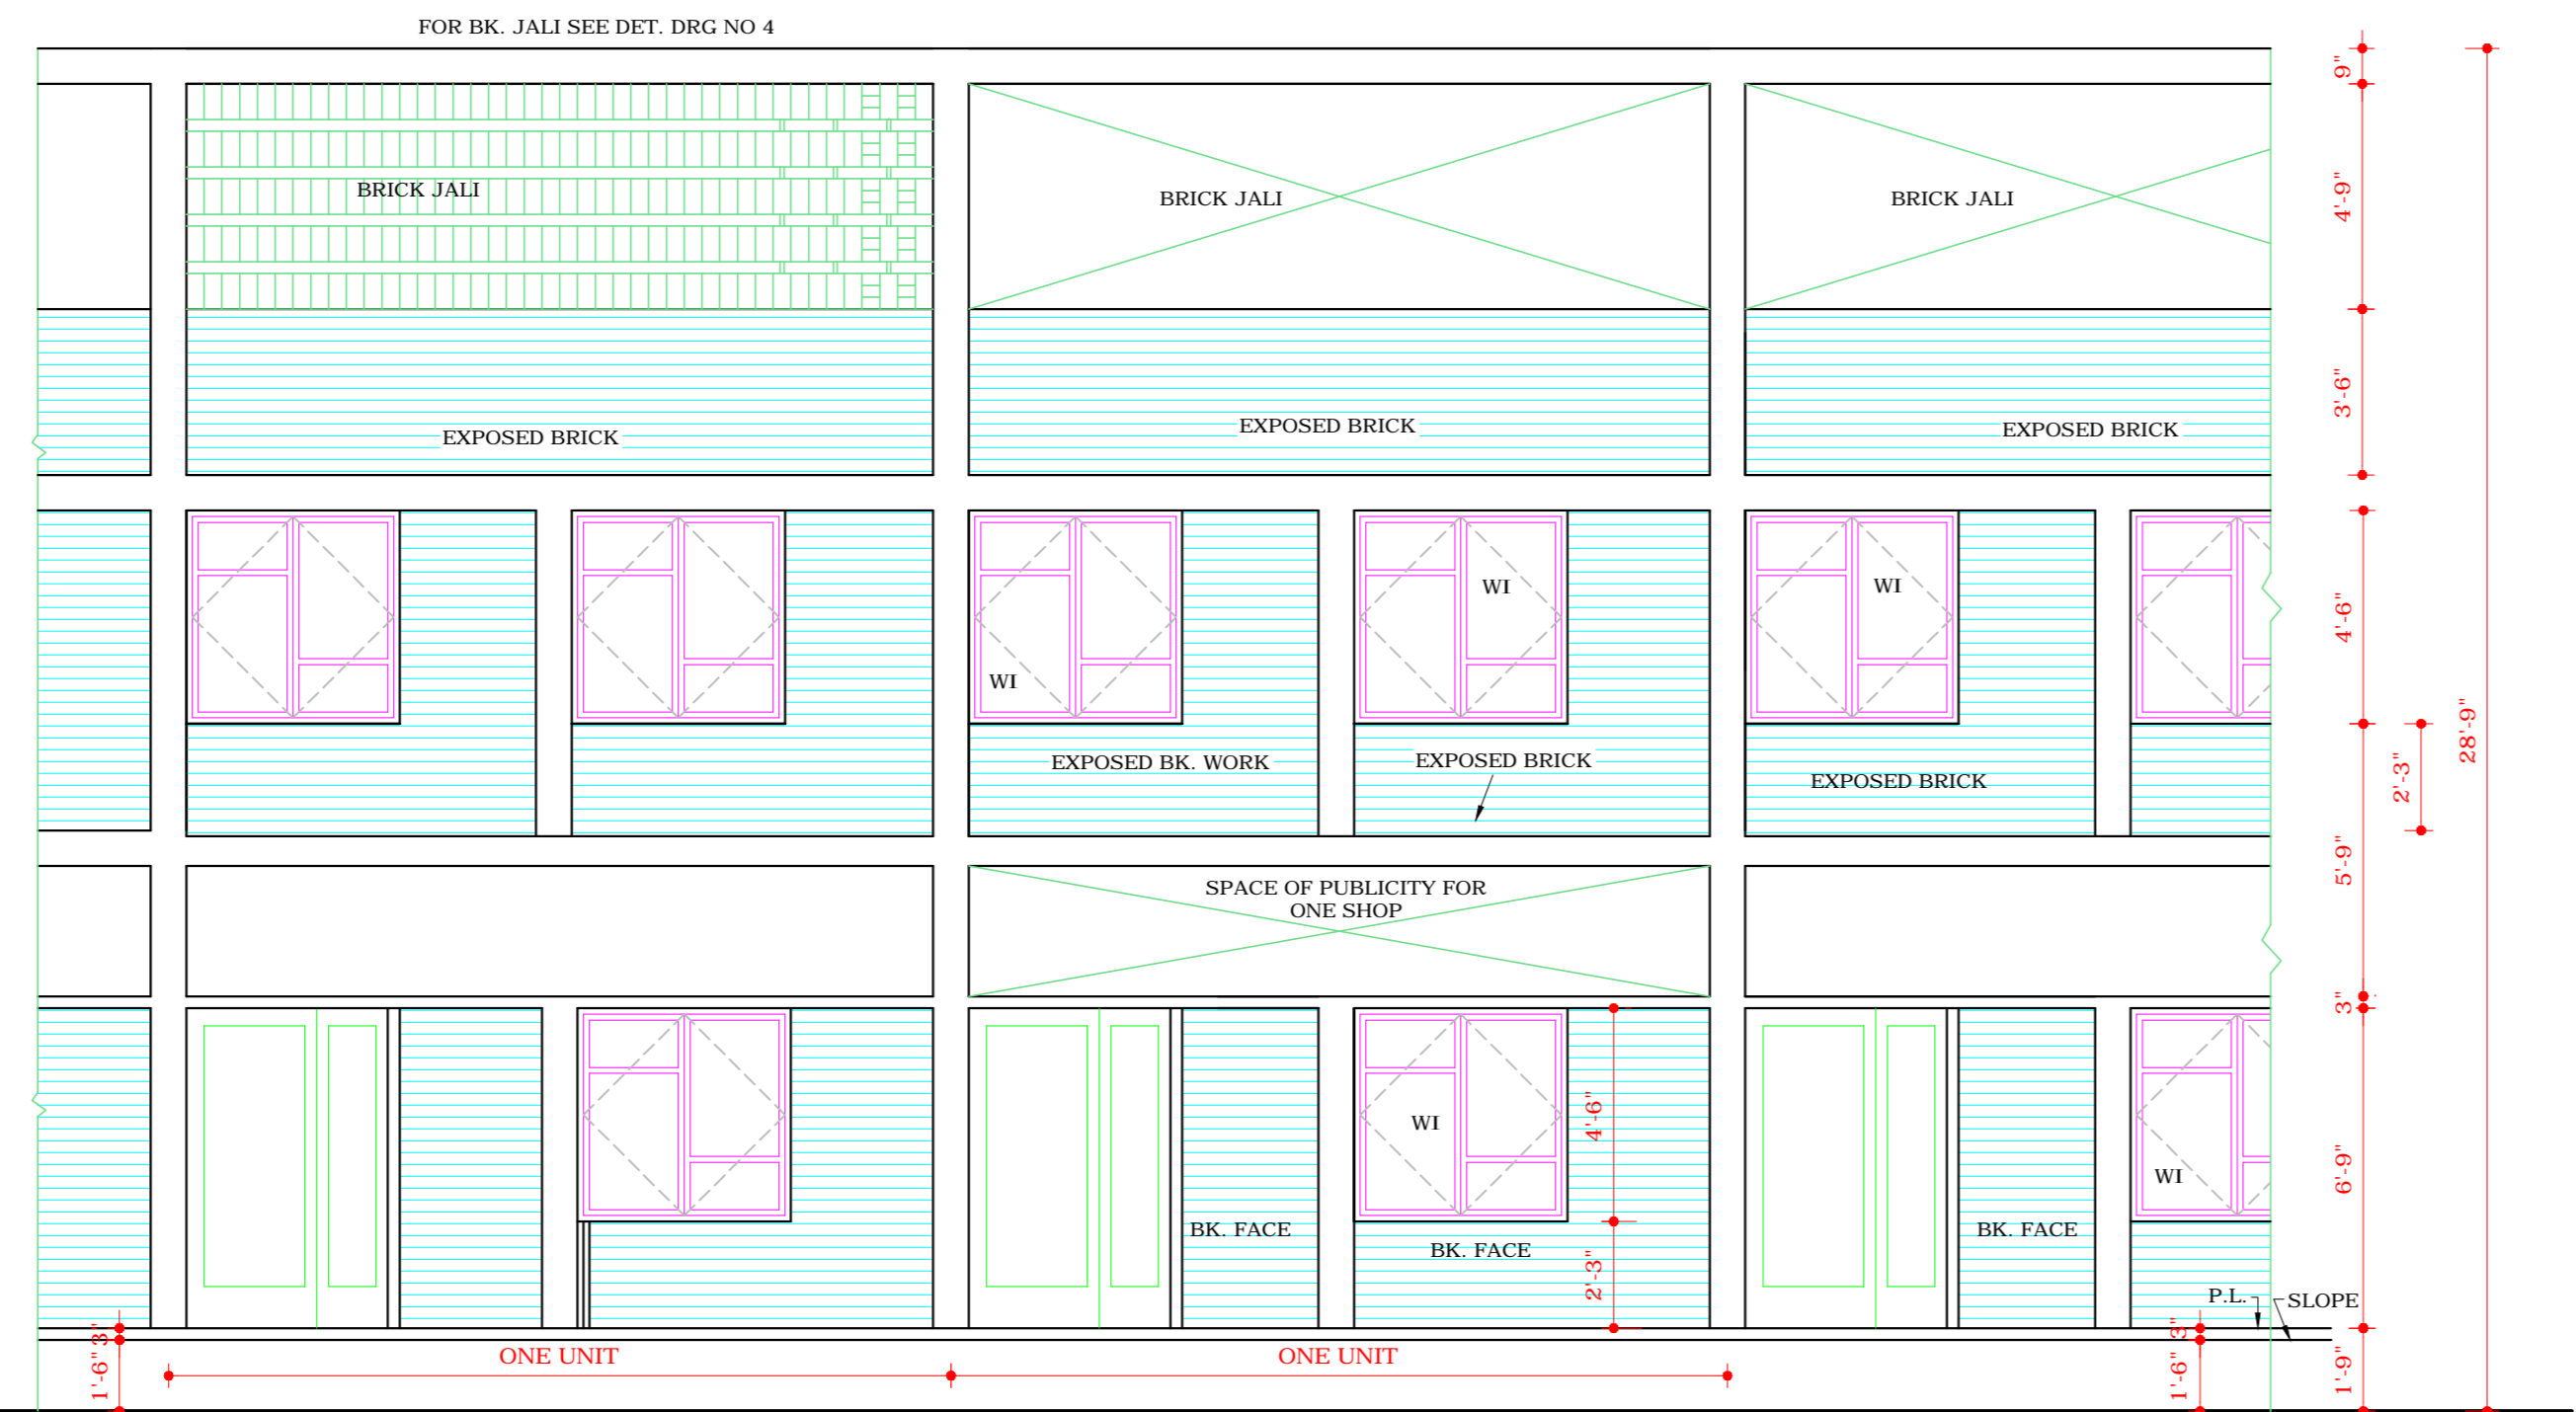 FOR BK. JALI SEE DET. DRG NO 4
9"
BRICK JALI
BRICK JALI
BRICK JALI
4'-9"
EXPOSED BRICK
EXPOSED BRICK
EXPOSED BRICK
3'-6"
WI
WI
WI
4'-6"
EXPOSED BK. WORK
EXPOSED BRICK
EXPOSED BRICK
2'-3"
28'-9"
SPACE OF PUBLICITY FOR
ONE SHOP
5'-9"
3"
WI
4'-6"
WI
6'-9"
BK. FACE
BK. FACE
BK. FACE
2'-3"
P.L.
SLOPE
3"
1'-6"
ONE UNIT
ONE UNIT
3"
1'-6"
1'-9"